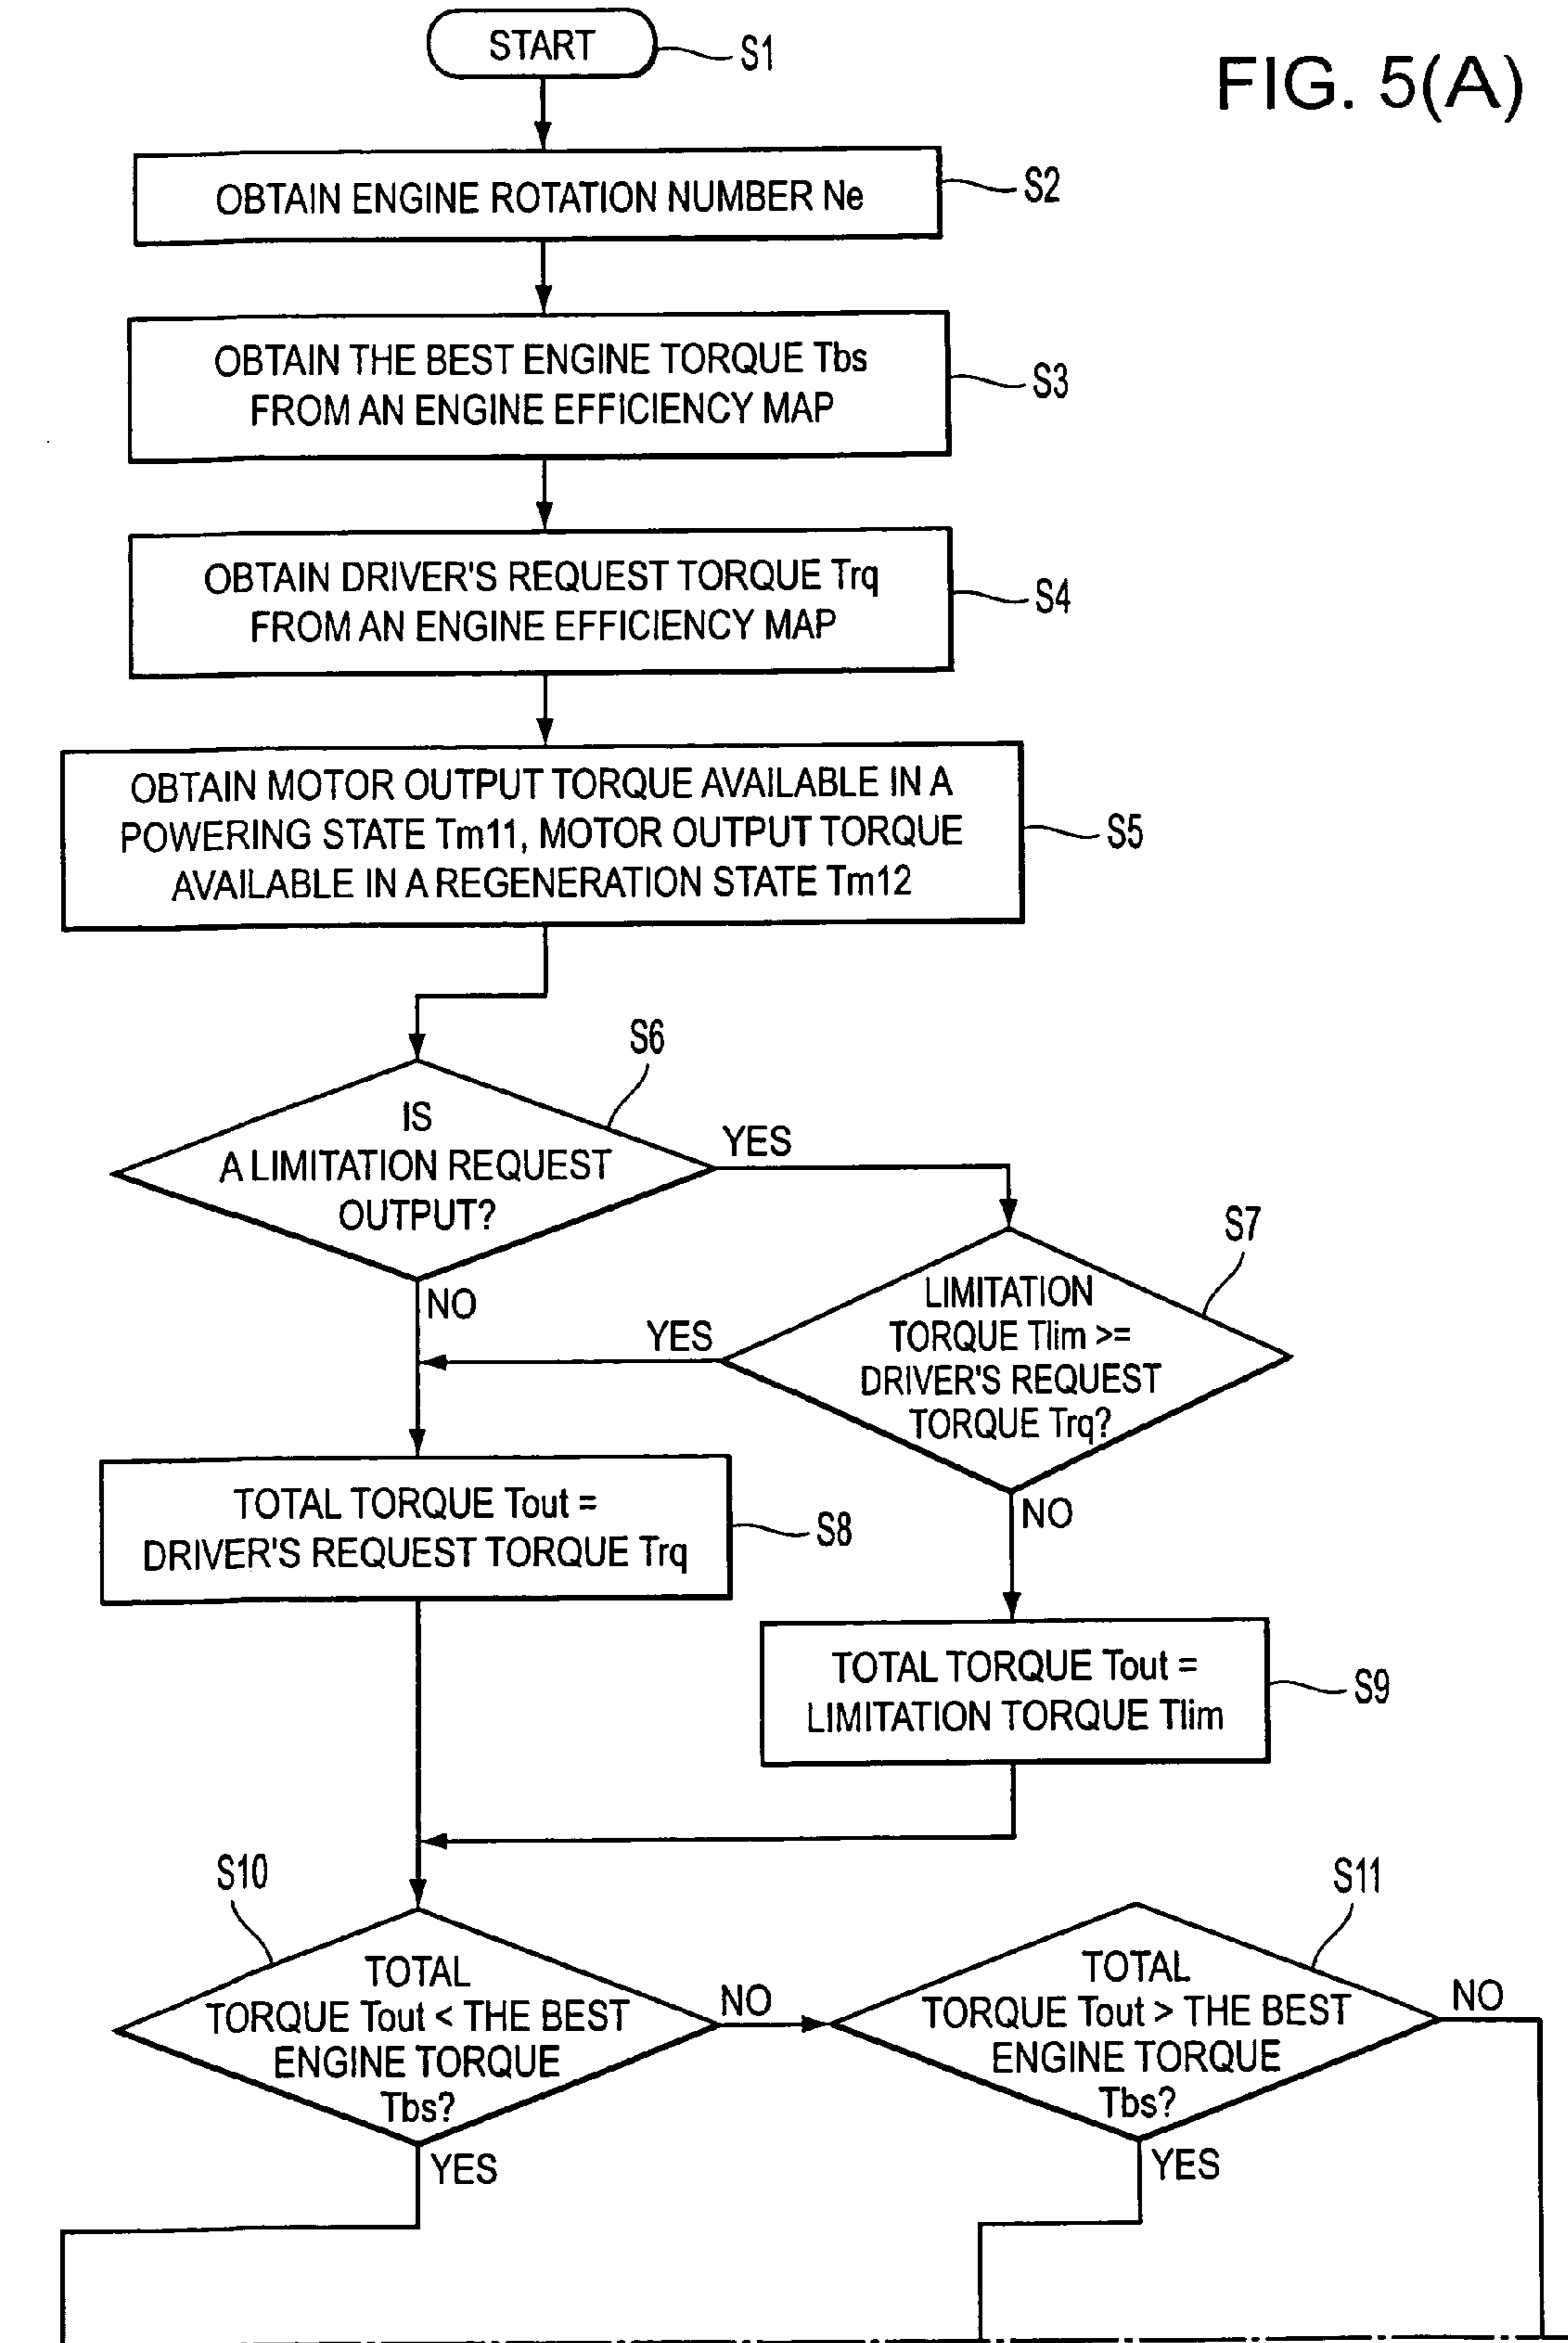 START
S1
FIG. 5(A)
OBTAIN ENGINE ROTATION NUMBER Ne
S2
OBTAIN THE BEST ENGINE TORQUE Tbs
FROM AN ENGINE EFFICIENCY MAP
S3
OBTAIN DRIVER'S REQUEST TORQUE Trq
FROM AN ENGINE EFFICIENCY MAP
S4
OBTAIN MOTOR OUTPUT TORQUE AVAILABLE IN A
POWERING STATE Tm11, MOTOR OUTPUT TORQUE
AVAILABLE IN A REGENERATION STATE Tm12
S5
S6
IS
A LIMITATION REQUEST
OUTPUT?
YES
NO
S7
LIMITATION
TORQUE Tlim >=
DRIVER'S REQUEST
TORQUE Trq?
YES
NO
TOTAL TORQUE Tout =
DRIVER'S REQUEST TORQUE Trq
S8
TOTAL TORQUE Tout =
LIMITATION TORQUE Tlim
S9
S10
TOTAL
TORQUE Tout < THE BEST
ENGINE TORQUE
Tbs?
NO
YES
S11
TOTAL
TORQUE Tout > THE BEST
ENGINE TORQUE
Tbs?
NO
YES